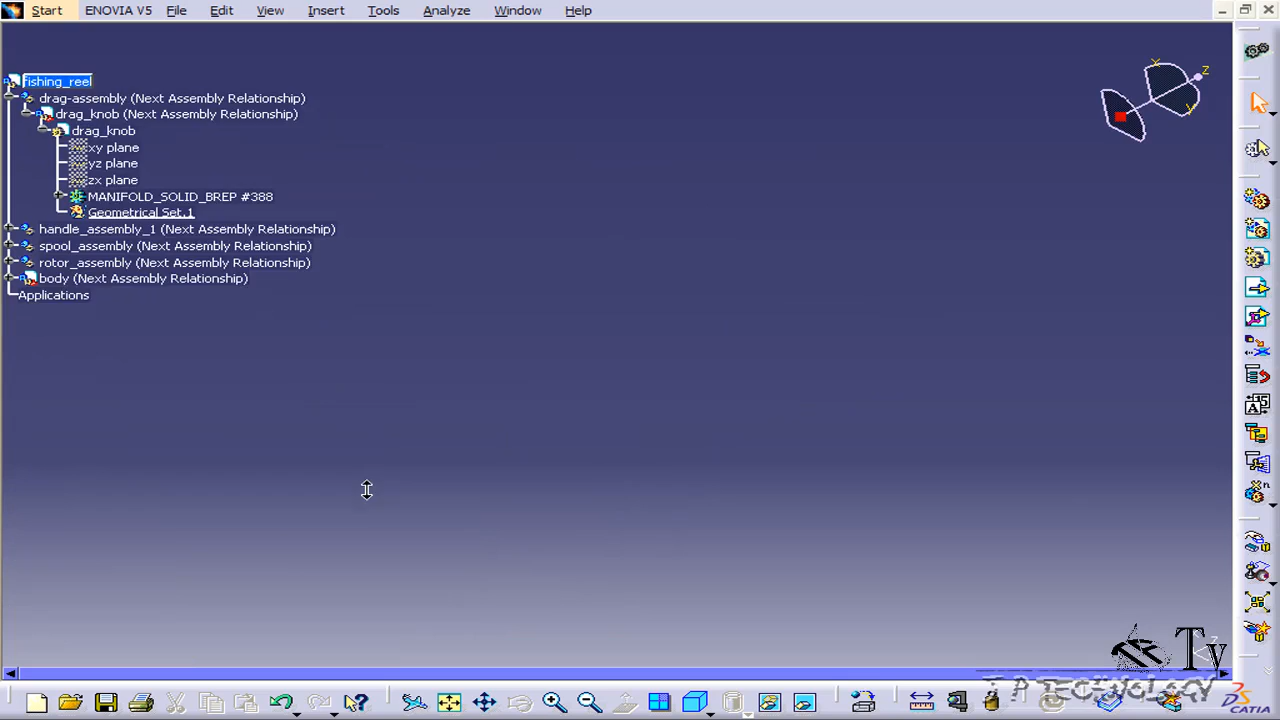 Start ENOVIA V5 File Edit View Insert Tools Analyze Window Help
fishing_reel
drag-assembly (Next Assembly Relationship)
drag_knob (Next Assembly Relationship)
drag_knob
xy plane
yz plane
zx plane
MANIFOLD_SOLID_BREP #388
Geometrical Set.1
handle_assembly_1 (Next Assembly Relationship)
spool_assembly (Next Assembly Relationship)
rotor_assembly (Next Assembly Relationship)
body (Next Assembly Relationship)
Applications
X
Z
Y
Ty
TECHNOLOGY
CATIA